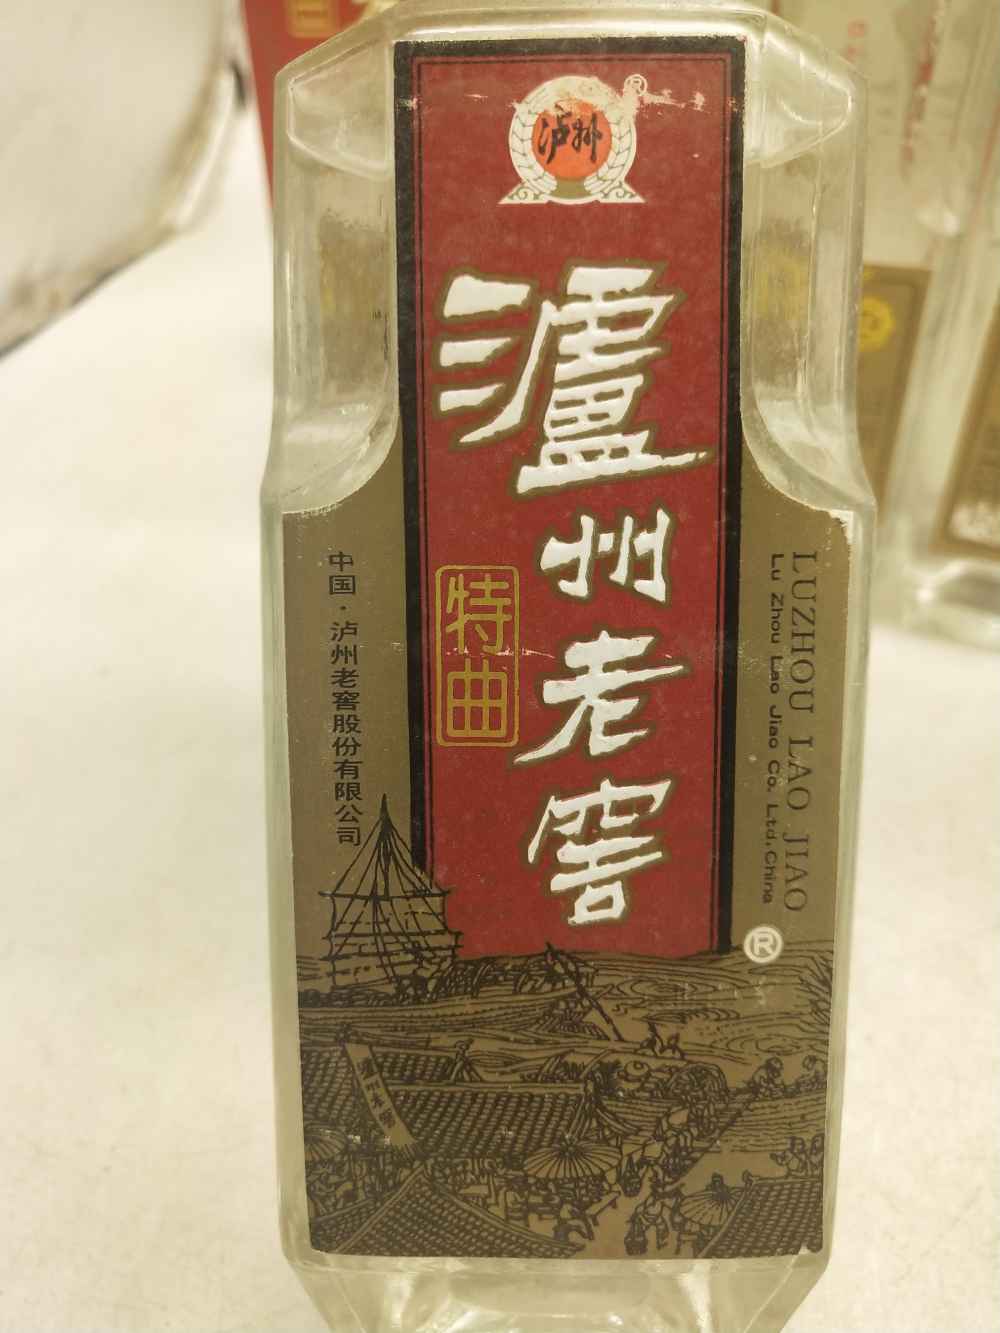 泸州
®
瀘州老窖
特曲
中国·泸州老窖股份有限公司
LUZHOU LAO JIAO
Lu Zhou Lao Jiao Co. Ltd.China
®